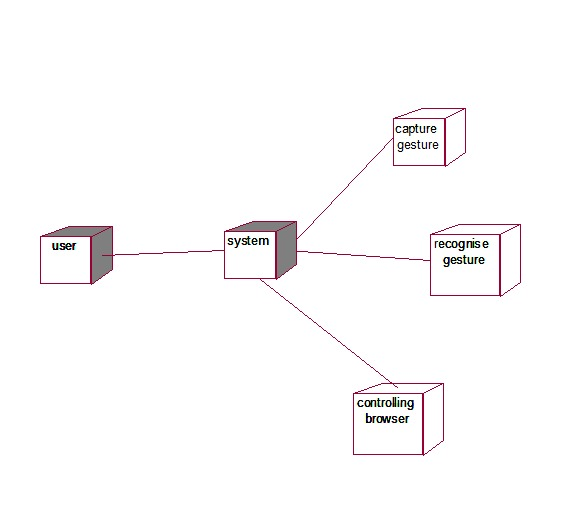 capture
gesture
user
system
recognise
gesture
controlling
browser